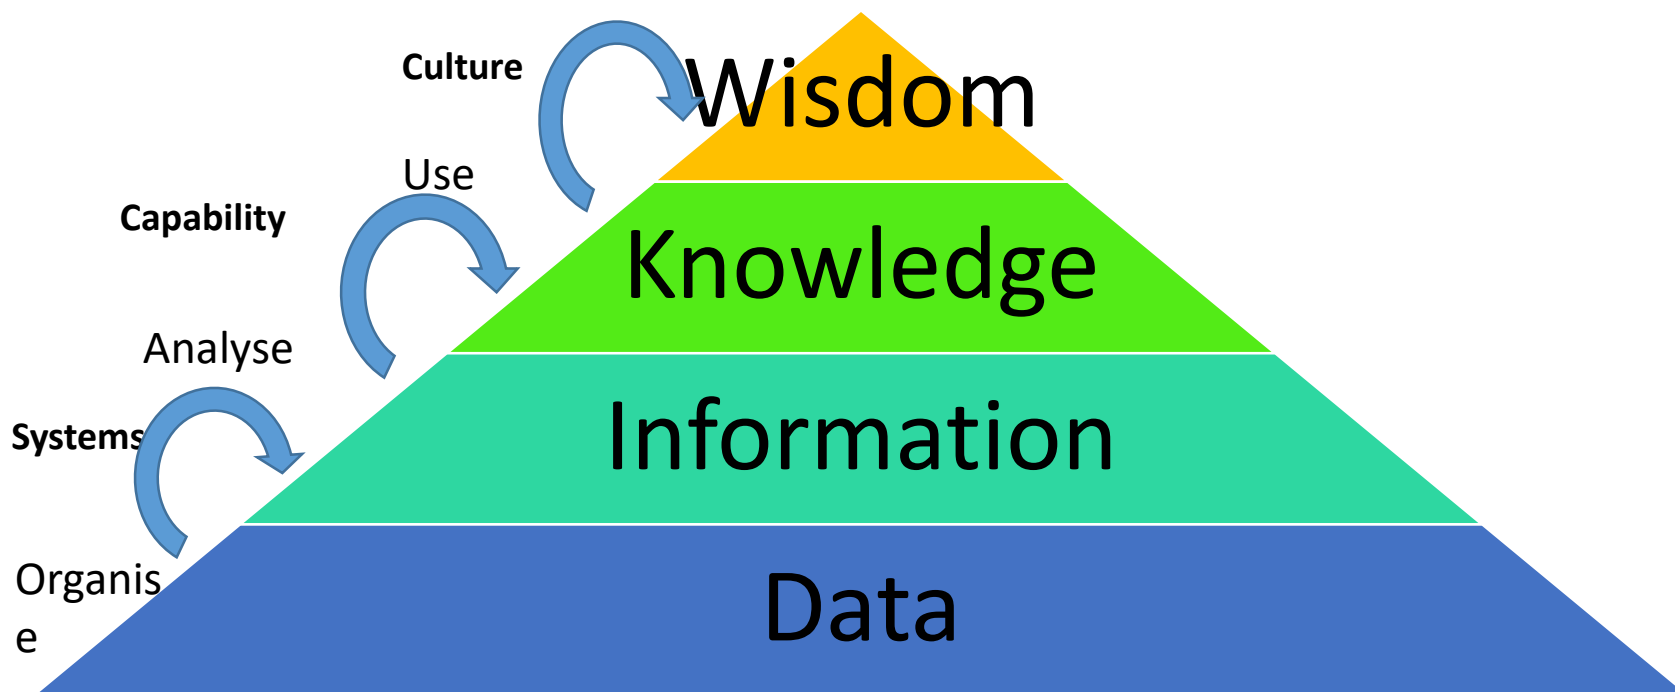 Culture
Wisdom
Use
Capability
Knowledge
Analyse
Systems
Information
Organis
e
Data